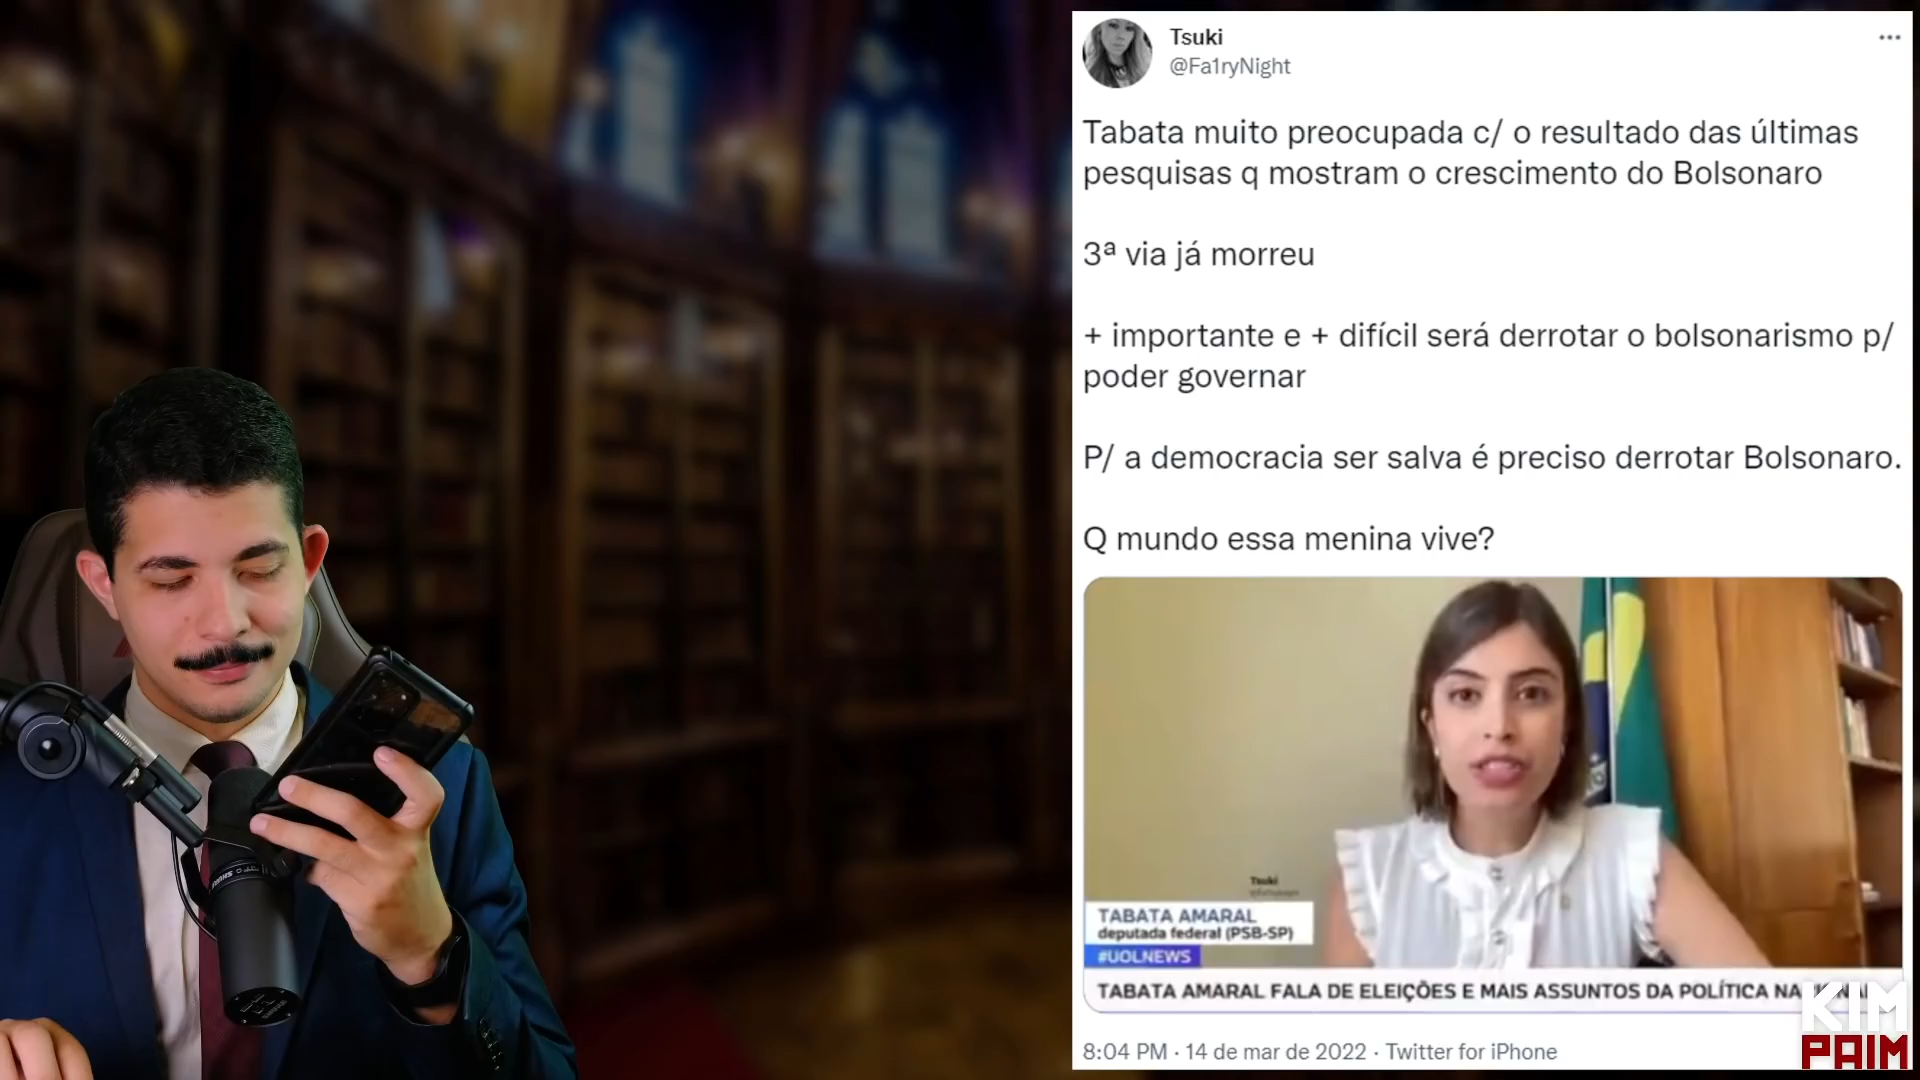 Tsuki
@Fa1ryNight
Tabata muito preocupada c/ o resultado das últimas
pesquisas q mostram o crescimento do Bolsonaro
3ª via já morreu
+ importante e + difícil será derrotar o bolsonarismo p/
poder governar
P/ a democracia ser salva é preciso derrotar Bolsonaro.
Q mundo essa menina vive?
Tsuki
TABATA AMARAL
deputada federal (PSB-SP)
#UOLNEWS
TABATA AMARAL FALA DE ELEIÇÕES E MAIS ASSUNTOS DA POLÍTICA
8:04 PM · 14 de mar de 2022 · Twitter for iPhone
KIM
PAIM
SHURE